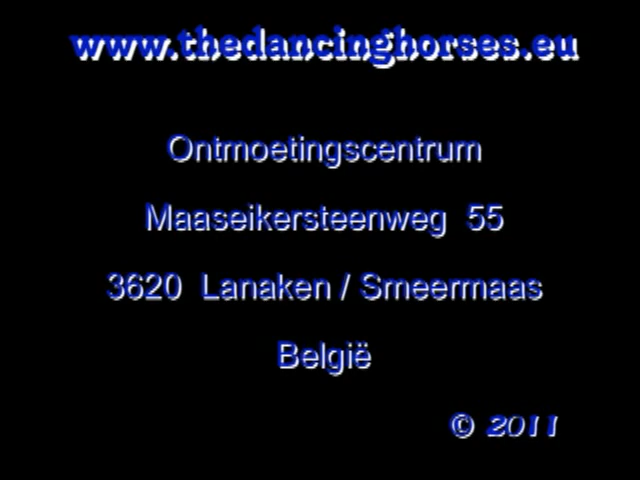 www.thedancinghorses.eu
Ontmoetingscentrum
Maaseikersteenweg 55
3620 Lanaken / Smeermaas
België
© 2011